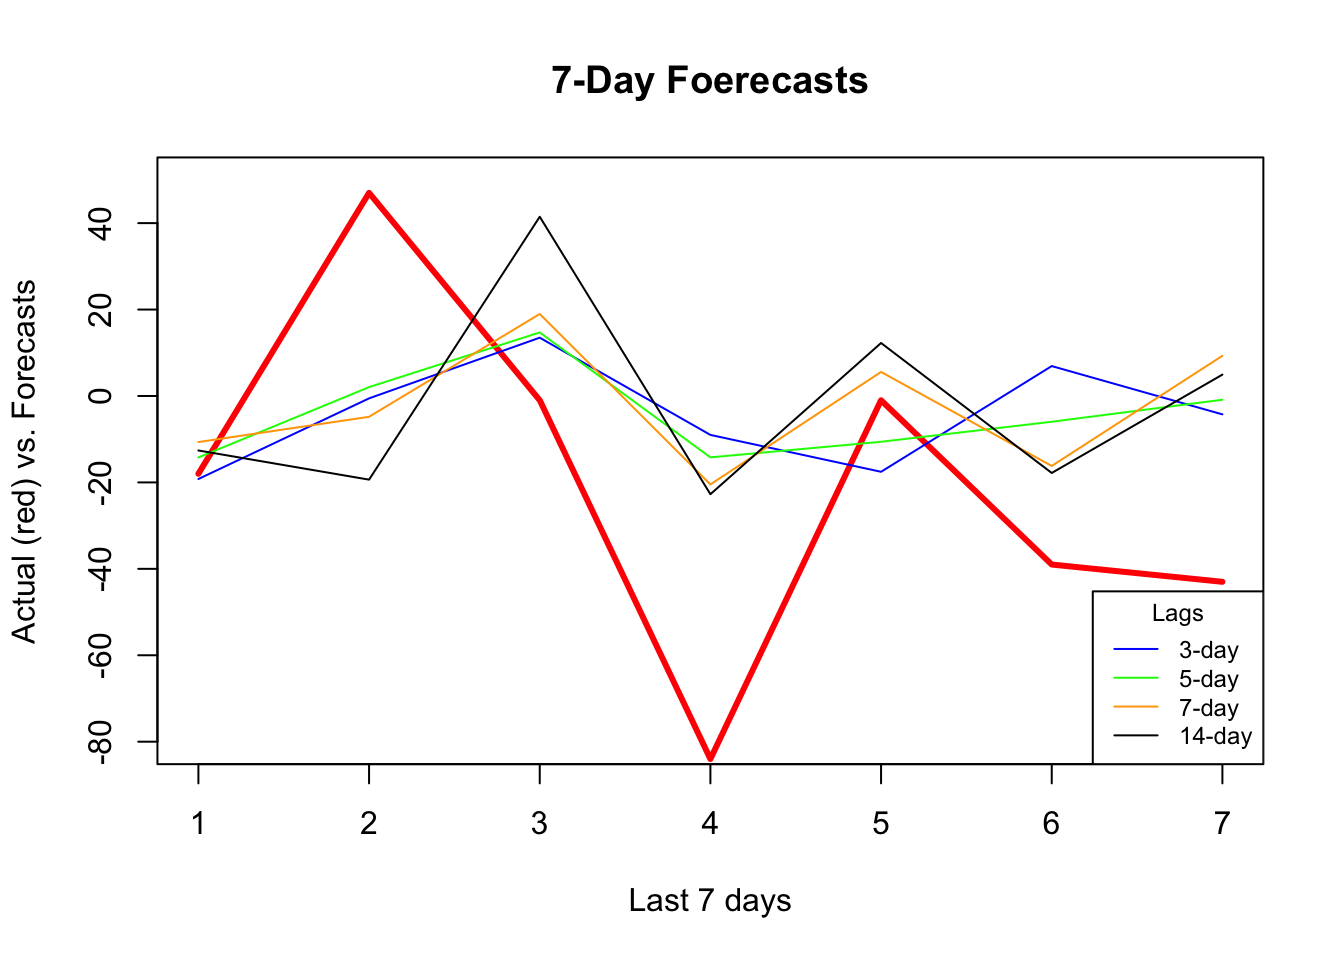 7-Day Foerecasts
Actual (red) vs. Forecasts
40
20
0
-20
-40
-60
-80
Lags
3-day
5-day
7-day
14-day
1 2 3 4 5 6 7
Last 7 days